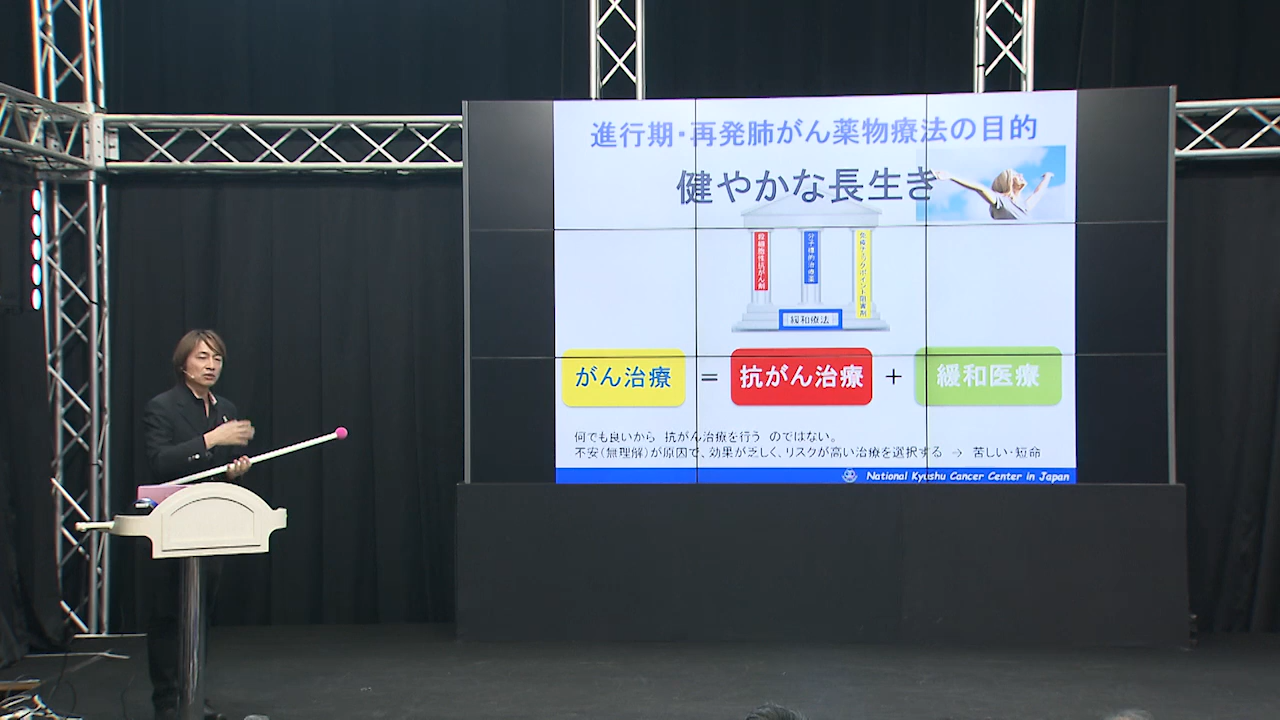 進行期・再発肺がん薬物療法の目的
健やかな長生き
殺細胞性抗がん剤
分子標的治療薬
免疫チェックポイント阻害剤
緩和療法
がん治療 = 抗がん治療 + 緩和医療
何でも良いから 抗がん治療を行う のではない。
不安(無理解)が原因で、効果が乏しく、リスクが高い治療を選択する → 苦しい・短命
National Kyushu Cancer Center in Japan